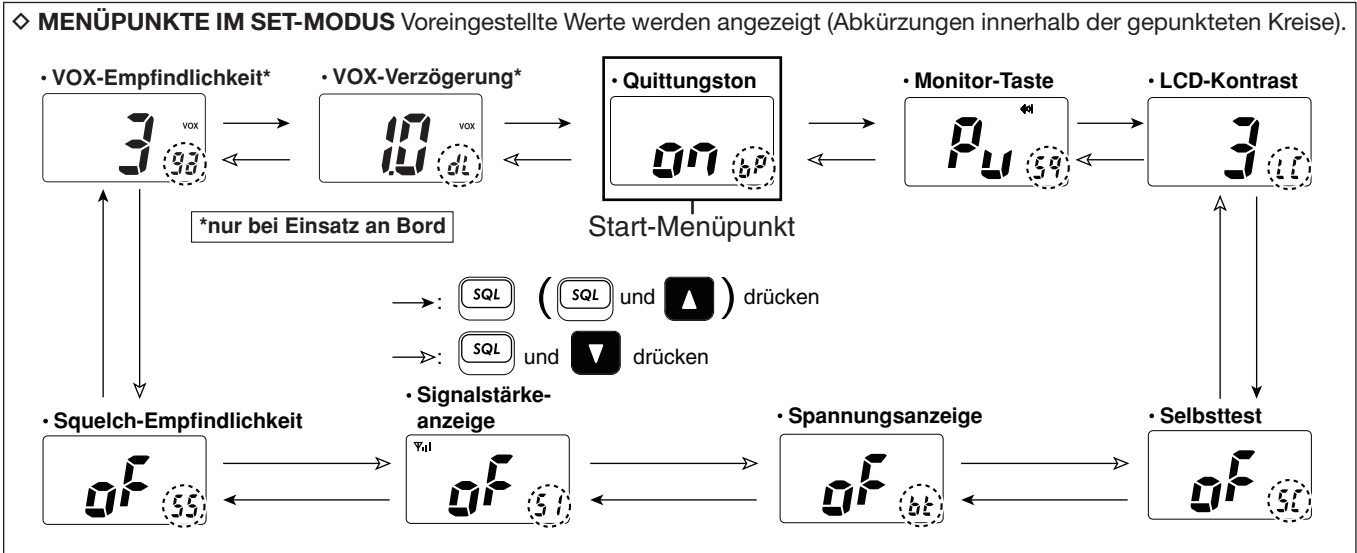 ◇ MENÜPUNKTE IM SET-MODUS Voreingestellte Werte werden angezeigt (Abkürzungen innerhalb der gepunkteten Kreise).
· VOX-Empfindlichkeit*
3 VOX gA
· VOX-Verzögerung*
1.0 VOX dL
· Quittungston
on bP
· Monitor-Taste
Pu S9
· LCD-Kontrast
3 LC
*nur bei Einsatz an Bord
Start-Menüpunkt
→: SQL (SQL und ▲) drücken
→: SQL und ▼ drücken
· Squelch-Empfindlichkeit
oF SS
· Signalstärke-
anzeige
oF SI
· Spannungsanzeige
oF bt
· Selbsttest
oF SC